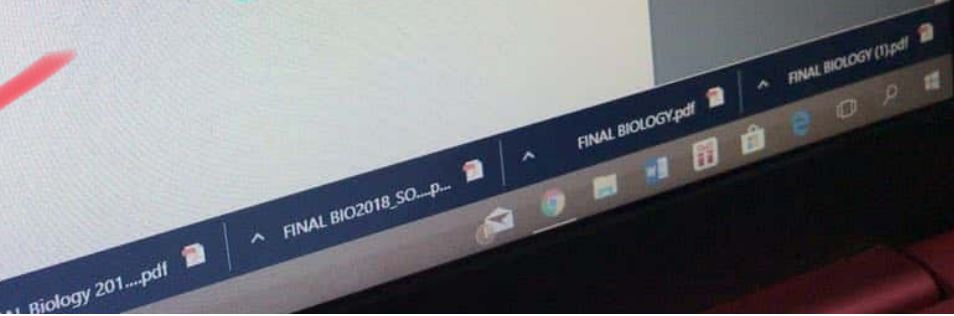 FINAL BIOLOGY (1).pdf
FINAL BIOLOGY.pdf
FINAL BIO2018_SO....p...
Biology 201....pdf